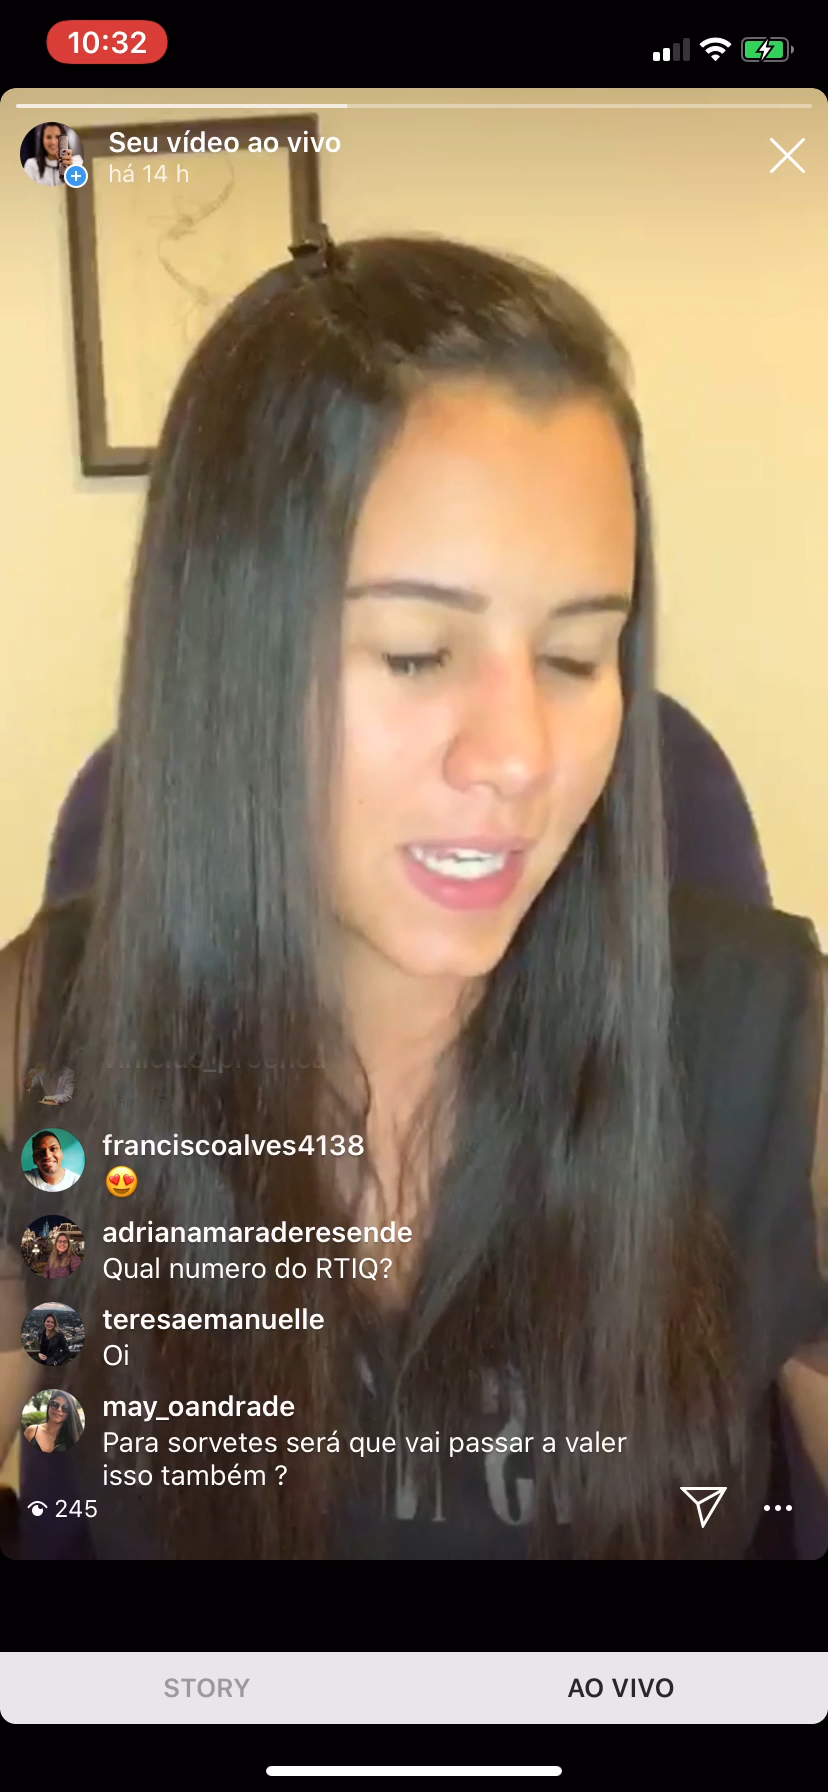 10:32
Seu vídeo ao vivo
há 14 h
franciscoalves4138
😍
adrianamaraderesende
Qual numero do RTIQ?
teresaemanuelle
Oi
may_oandrade
Para sorvetes será que vai passar a valer
isso também ?
245
STORY
AO VIVO